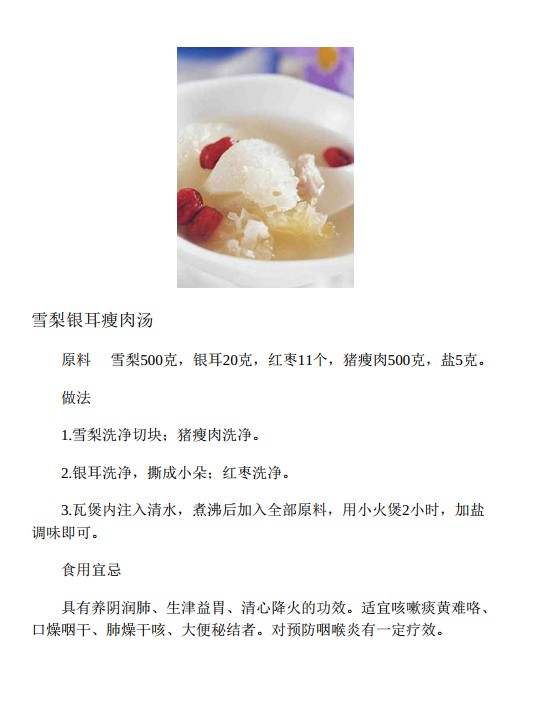 雪梨银耳瘦肉汤
原料 雪梨500克，银耳20克，红枣11个，猪瘦肉500克，盐5克。
做法
1.雪梨洗净切块；猪瘦肉洗净。
2.银耳洗净，撕成小朵；红枣洗净。
3.瓦煲内注入清水，煮沸后加入全部原料，用小火煲2小时，加盐
调味即可。
食用宜忌
具有养阴润肺、生津益胃、清心降火的功效。适宜咳嗽痰黄难咯、
口燥咽干、肺燥干咳、大便秘结者。对预防咽喉炎有一定疗效。